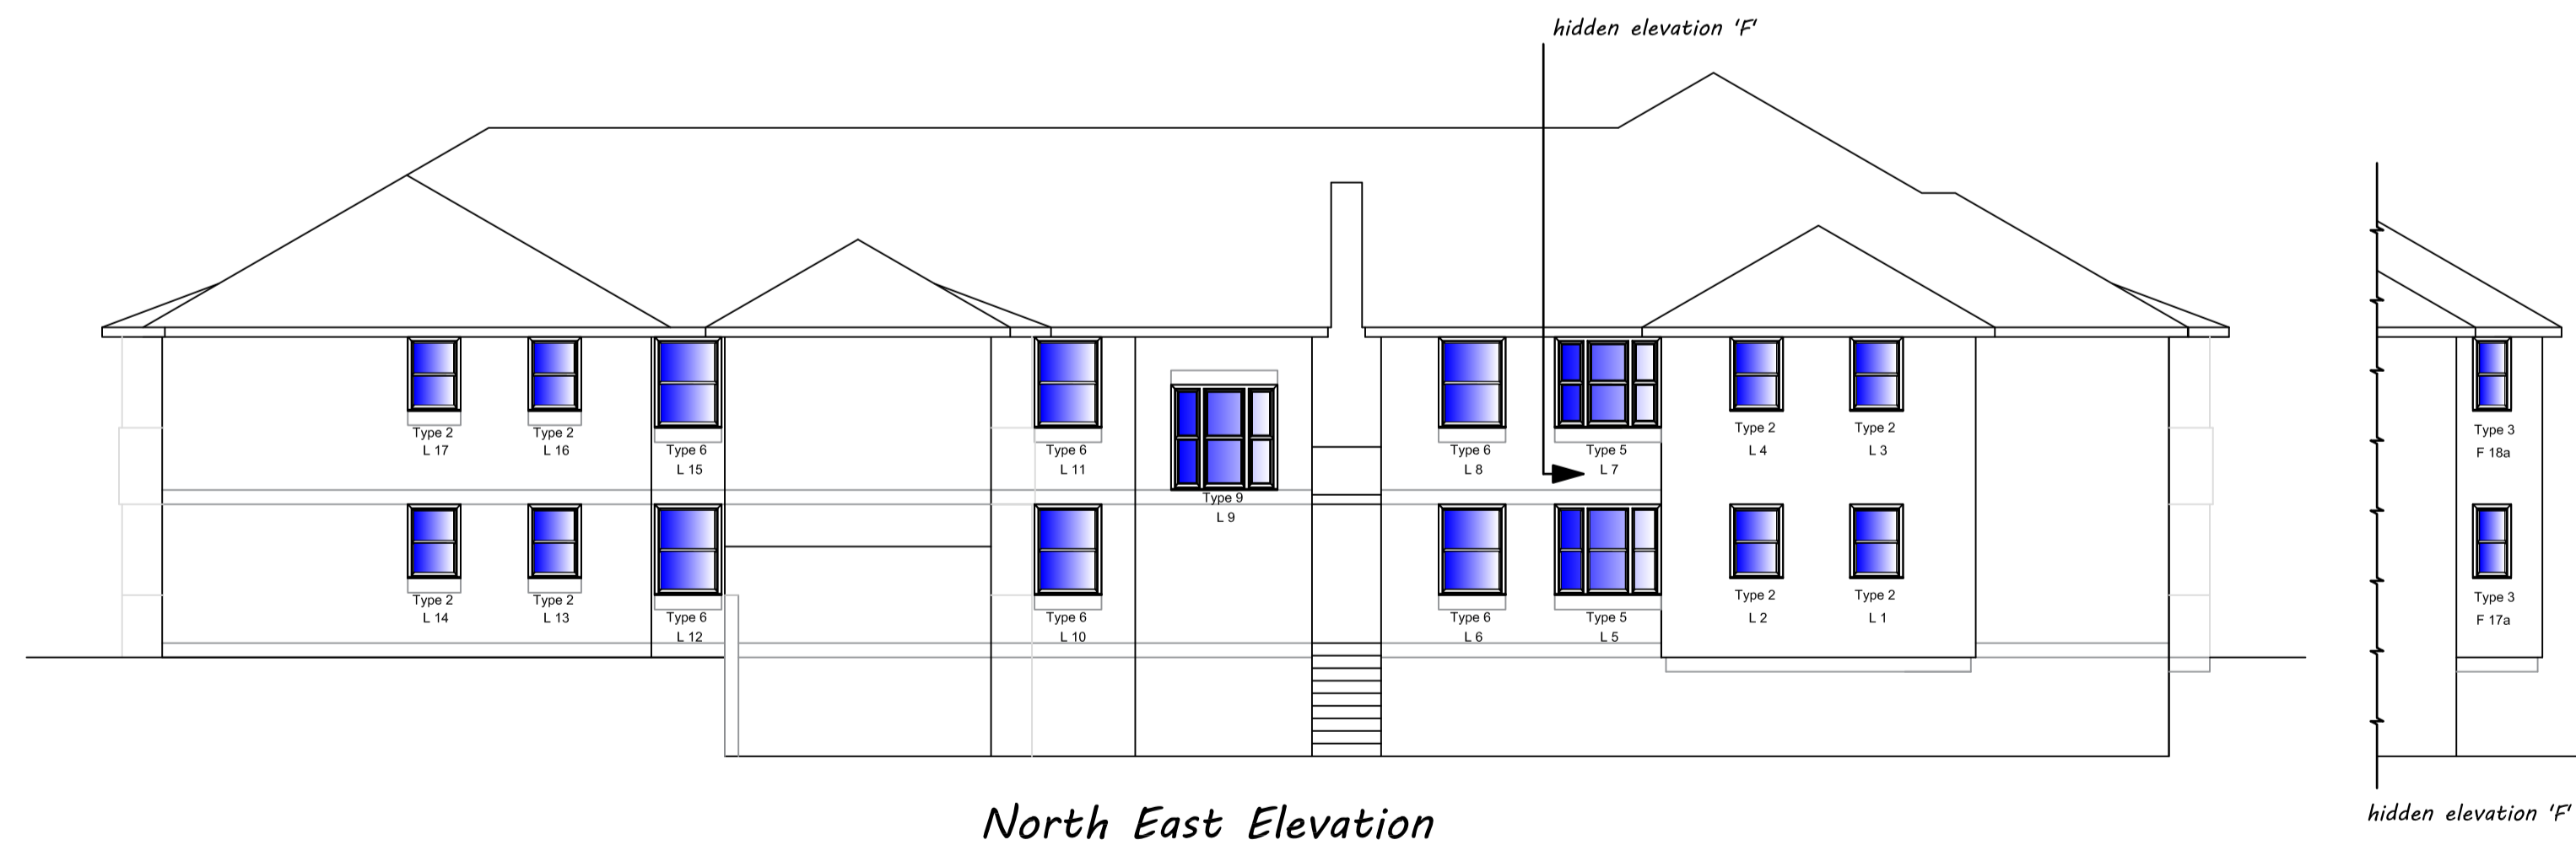 hidden elevation 'F'
Type 2
L 17
Type 2
L 16
Type 6
L 15
Type 6
L 11
Type 9
L 9
Type 6
L 8
Type 5
L 7
Type 2
L 4
Type 2
L 3
Type 3
F 18a
Type 2
L 14
Type 2
L 13
Type 6
L 12
Type 6
L 10
Type 6
L 6
Type 5
L 5
Type 2
L 2
Type 2
L 1
Type 3
F 17a
North East Elevation
hidden elevation 'F'